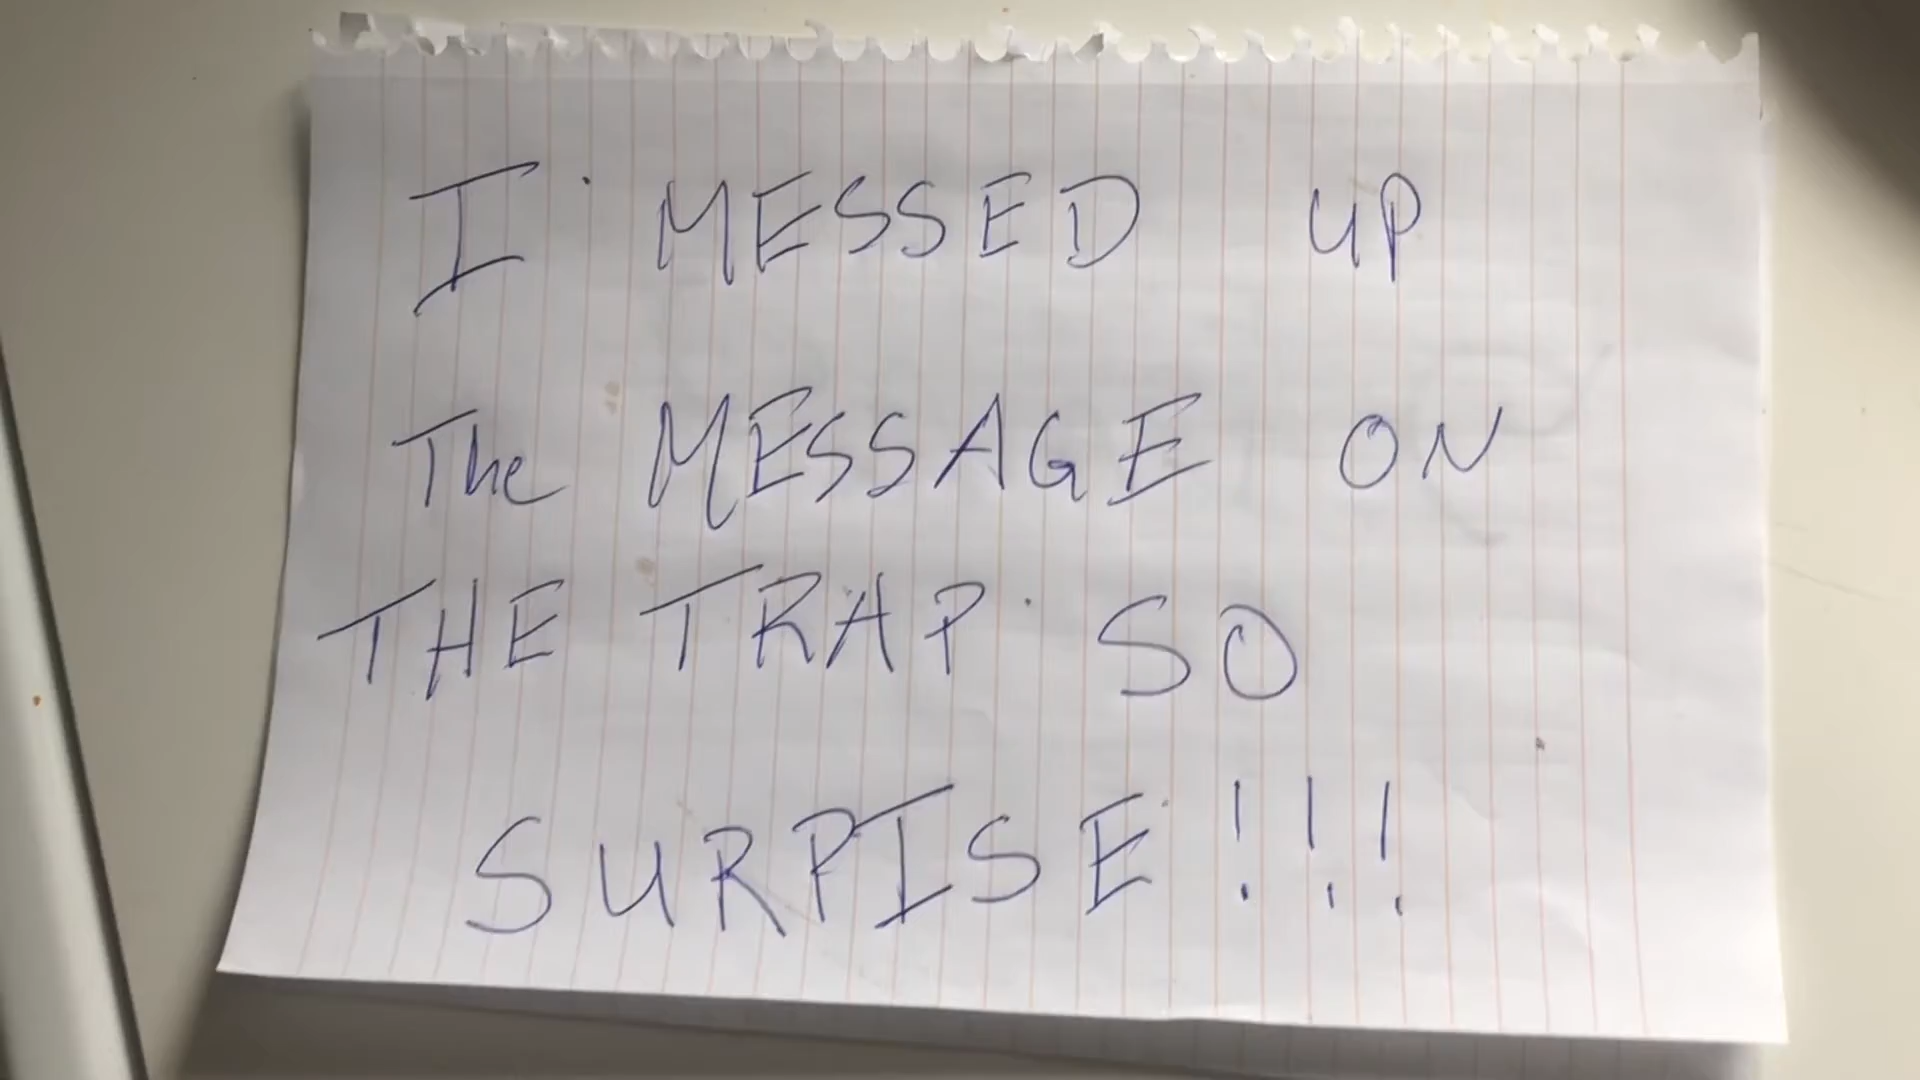 I MESSED UP
The MESSAGE ON
THE TRAP SO
SURPISE!!!